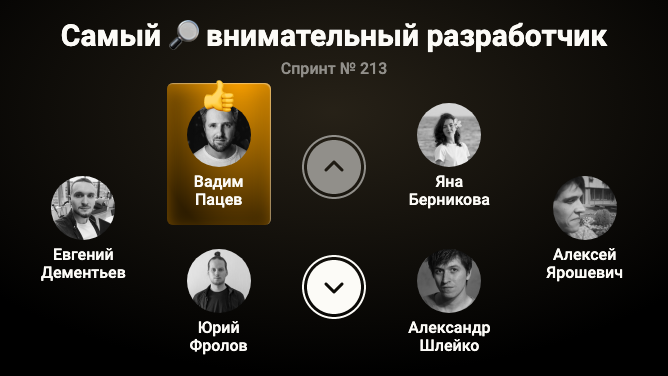 Самый 🔎 внимательный разработчик
Спринт № 213
Вадим
Пацев
Яна
Берникова
Евгений
Дементьев
Алексей
Ярошевич
Юрий
Фролов
Александр
Шлейко